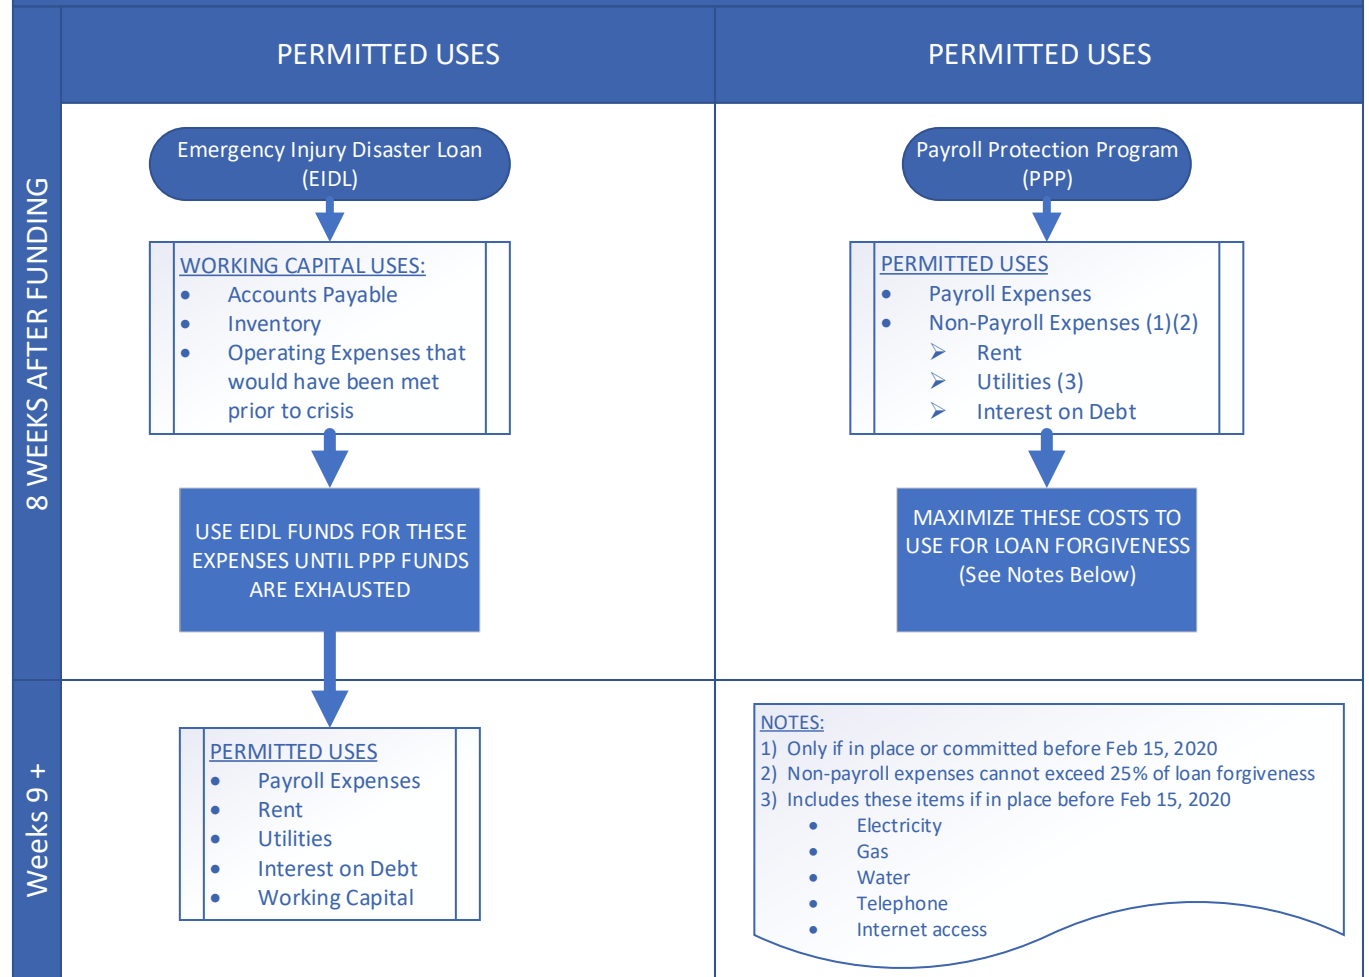 PERMITTED USES
PERMITTED USES
8 WEEKS AFTER FUNDING
Emergency Injury Disaster Loan
(EIDL)
WORKING CAPITAL USES:
• Accounts Payable
• Inventory
• Operating Expenses that
would have been met
prior to crisis
USE EIDL FUNDS FOR THESE
EXPENSES UNTIL PPP FUNDS
ARE EXHAUSTED
Payroll Protection Program
(PPP)
PERMITTED USES
• Payroll Expenses
• Non-Payroll Expenses (1)(2)
➢ Rent
➢ Utilities (3)
➢ Interest on Debt
MAXIMIZE THESE COSTS TO
USE FOR LOAN FORGIVENESS
(See Notes Below)
Weeks 9 +
PERMITTED USES
• Payroll Expenses
• Rent
• Utilities
• Interest on Debt
• Working Capital
NOTES:
1) Only if in place or committed before Feb 15, 2020
2) Non-payroll expenses cannot exceed 25% of loan forgiveness
3) Includes these items if in place before Feb 15, 2020
• Electricity
• Gas
• Water
• Telephone
• Internet access